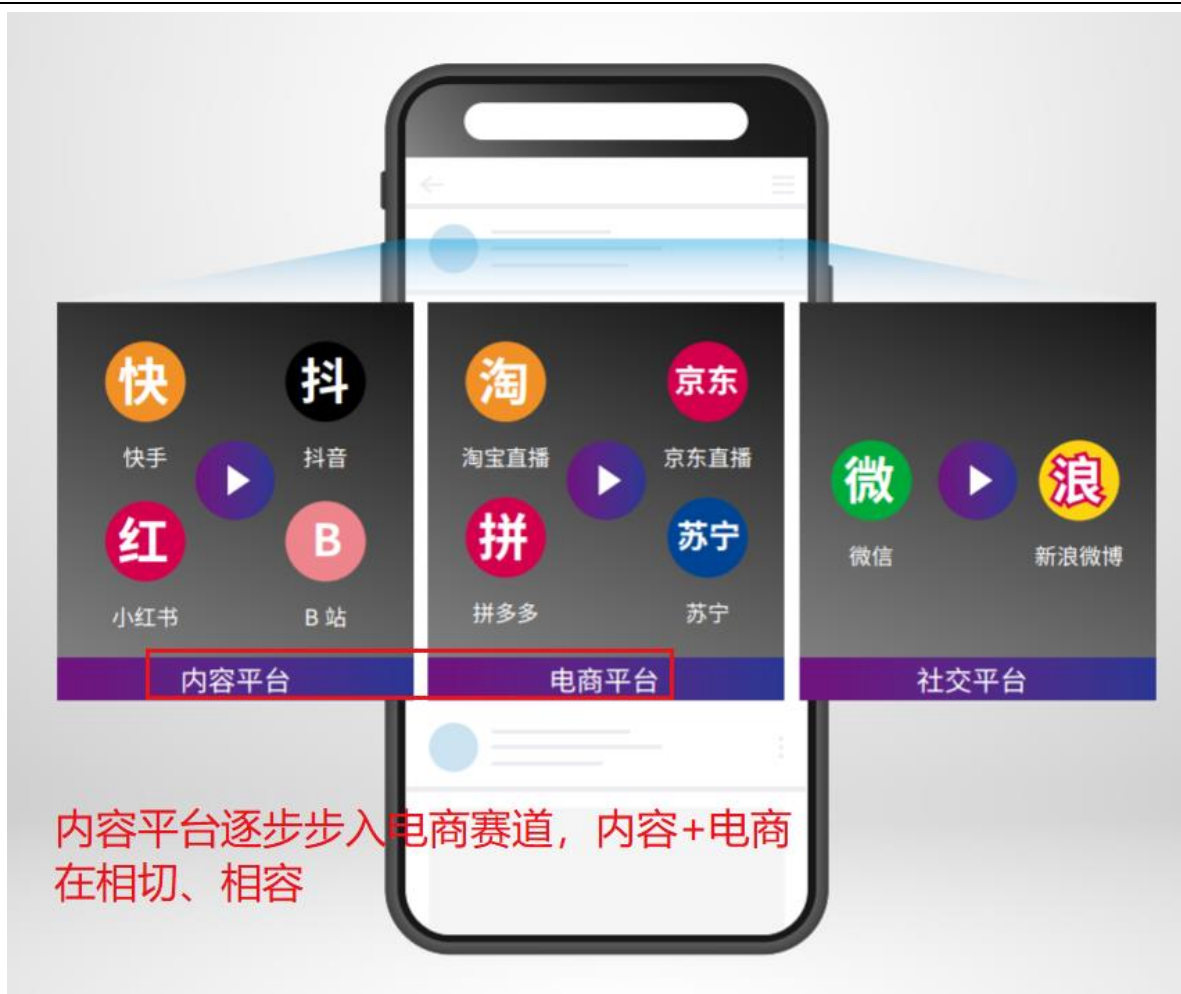 快 抖 淘 京东
快手 抖音 淘宝直播 京东直播
微 浪
红 B 拼 苏宁
微信 新浪微博
小红书 B 站 拼多多 苏宁
内容平台 电商平台 社交平台
内容平台逐步步入电商赛道，内容+电商
在相切、相容